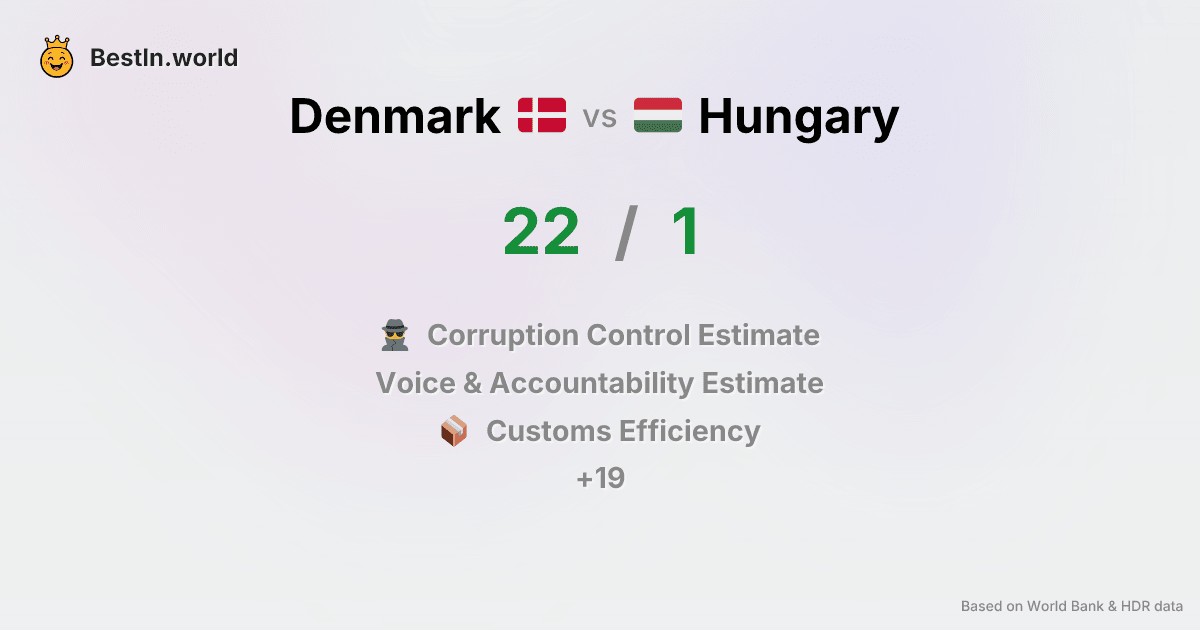 BestIn.world
Denmark vs Hungary
22 / 1
Corruption Control Estimate
Voice & Accountability Estimate
Customs Efficiency
+19
Based on World Bank & HDR data